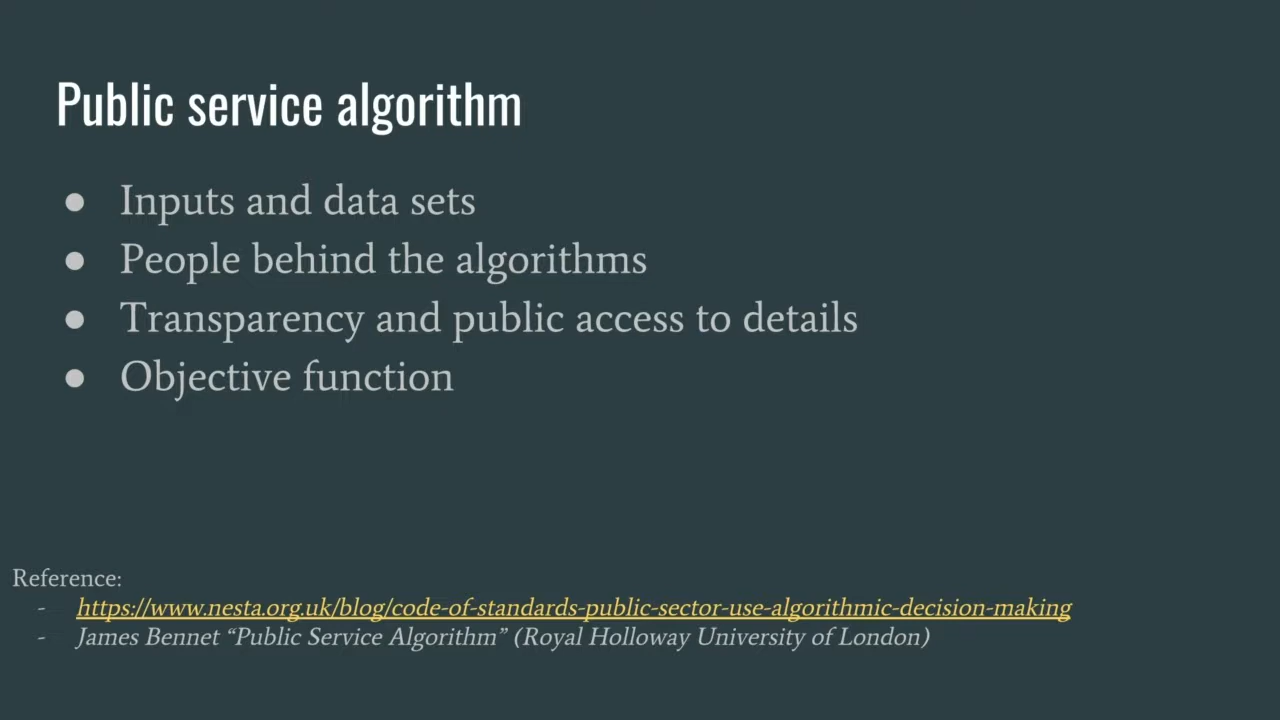 Public service algorithm
● Inputs and data sets
● People behind the algorithms
● Transparency and public access to details
● Objective function
Reference:
- https://www.nesta.org.uk/blog/code-of-standards-public-sector-use-algorithmic-decision-making
- James Bennet “Public Service Algorithm” (Royal Holloway University of London)